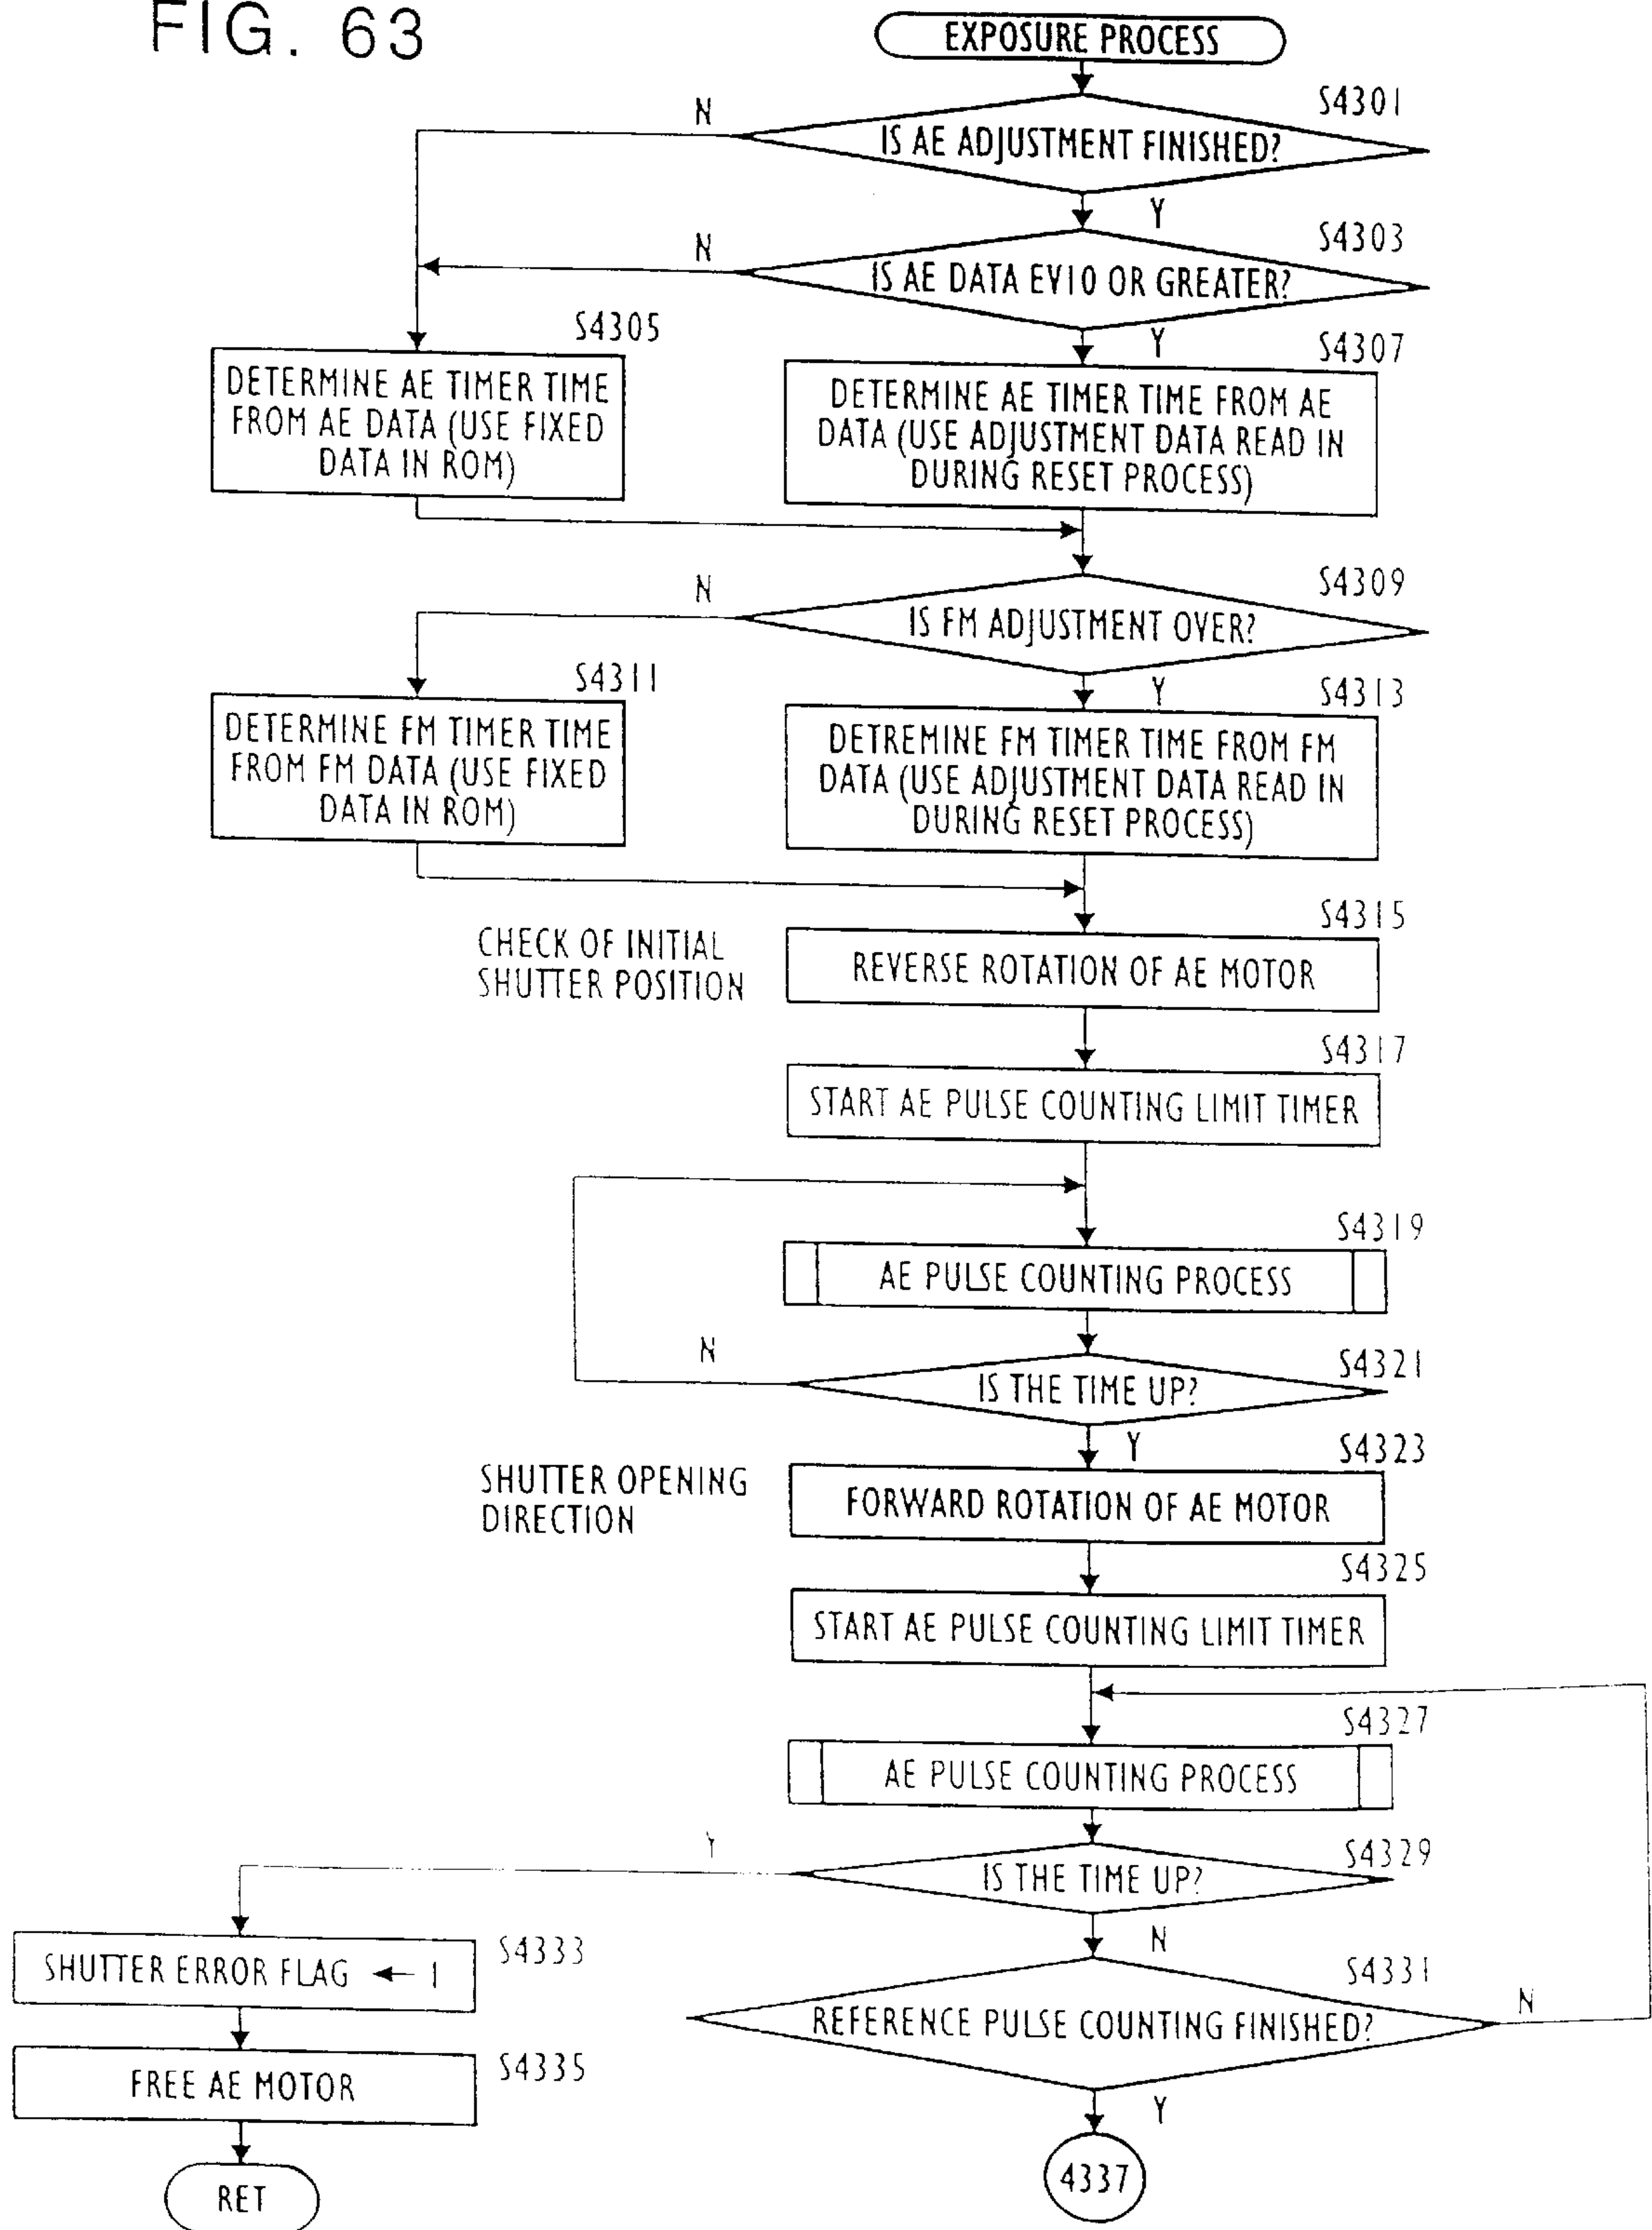 FIG. 63
EXPOSURE PROCESS
S4301
N
IS AE ADJUSTMENT FINISHED?
Y
S4303
N
IS AE DATA EV10 OR GREATER?
Y
S4305
DETERMINE AE TIMER TIME
FROM AE DATA (USE FIXED
DATA IN ROM)
S4307
DETERMINE AE TIMER TIME FROM AE
DATA (USE ADJUSTMENT DATA READ IN
DURING RESET PROCESS)
S4309
N
IS FM ADJUSTMENT OVER?
Y
S4311
DETERMINE FM TIMER TIME
FROM FM DATA (USE FIXED
DATA IN ROM)
S4313
DETREMINE FM TIMER TIME FROM FM
DATA (USE ADJUSTMENT DATA READ IN
DURING RESET PROCESS)
CHECK OF INITIAL
SHUTTER POSITION
S4315
REVERSE ROTATION OF AE MOTOR
S4317
START AE PULSE COUNTING LIMIT TIMER
S4319
AE PULSE COUNTING PROCESS
N
S4321
IS THE TIME UP?
Y
SHUTTER OPENING
DIRECTION
S4323
FORWARD ROTATION OF AE MOTOR
S4325
START AE PULSE COUNTING LIMIT TIMER
S4327
AE PULSE COUNTING PROCESS
Y
S4329
IS THE TIME UP?
N
S4333
SHUTTER ERROR FLAG ← 1
S4331
REFERENCE PULSE COUNTING FINISHED?
N
S4335
FREE AE MOTOR
Y
RET
4337